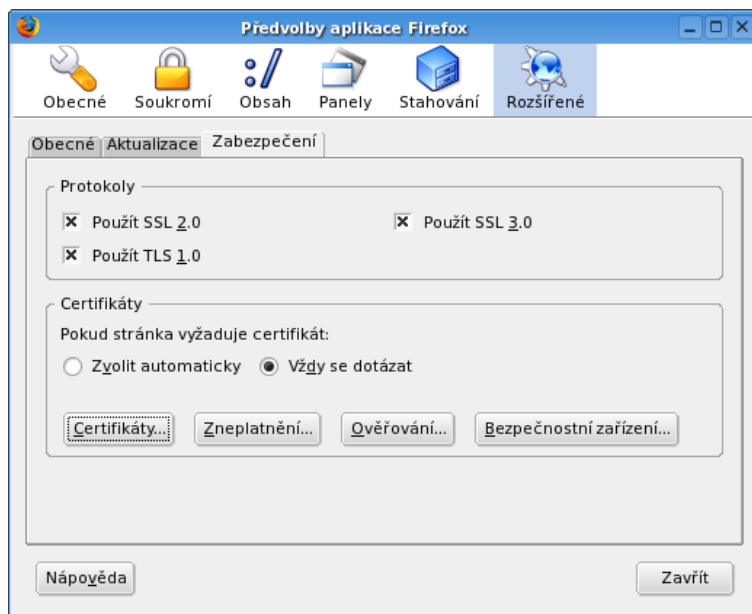 Předvolby aplikace Firefox
Obecné Soukromí Obsah Panely Stahování Rozšířené
Obecné Aktualizace Zabezpečení
Protokoly
Použít SSL 2.0 Použít SSL 3.0
Použít TLS 1.0
Certifikáty
Pokud stránka vyžaduje certifikát:
Zvolit automaticky Vždy se dotázat
Certifikáty... Zneplatnění... Ověřování... Bezpečnostní zařízení...
Nápověda Zavřít